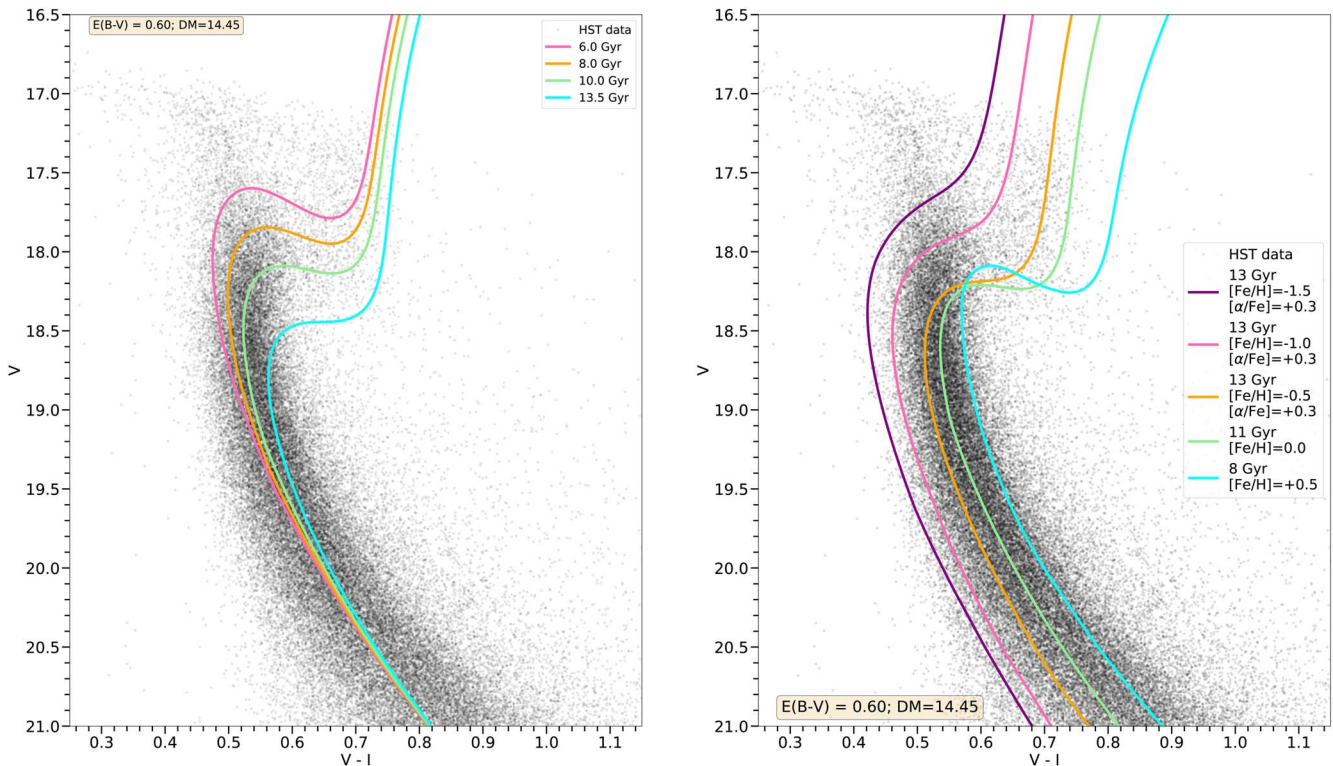 E(B-V) = 0.60; DM=14.45
HST data
6.0 Gyr
8.0 Gyr
10.0 Gyr
13.5 Gyr
16.5
17.0
17.5
18.0
18.5
19.0
19.5
20.0
20.5
21.0
V
0.3 0.4 0.5 0.6 0.7 0.8 0.9 1.0 1.1
V - I
16.5
17.0
17.5
18.0
18.5
19.0
19.5
20.0
20.5
21.0
V
HST data
13 Gyr
[Fe/H]=-1.5
[α/Fe]=+0.3
13 Gyr
[Fe/H]=-1.0
[α/Fe]=+0.3
13 Gyr
[Fe/H]=-0.5
[α/Fe]=+0.3
11 Gyr
[Fe/H]=0.0
8 Gyr
[Fe/H]=+0.5
E(B-V) = 0.60; DM=14.45
0.3 0.4 0.5 0.6 0.7 0.8 0.9 1.0 1.1
V - I